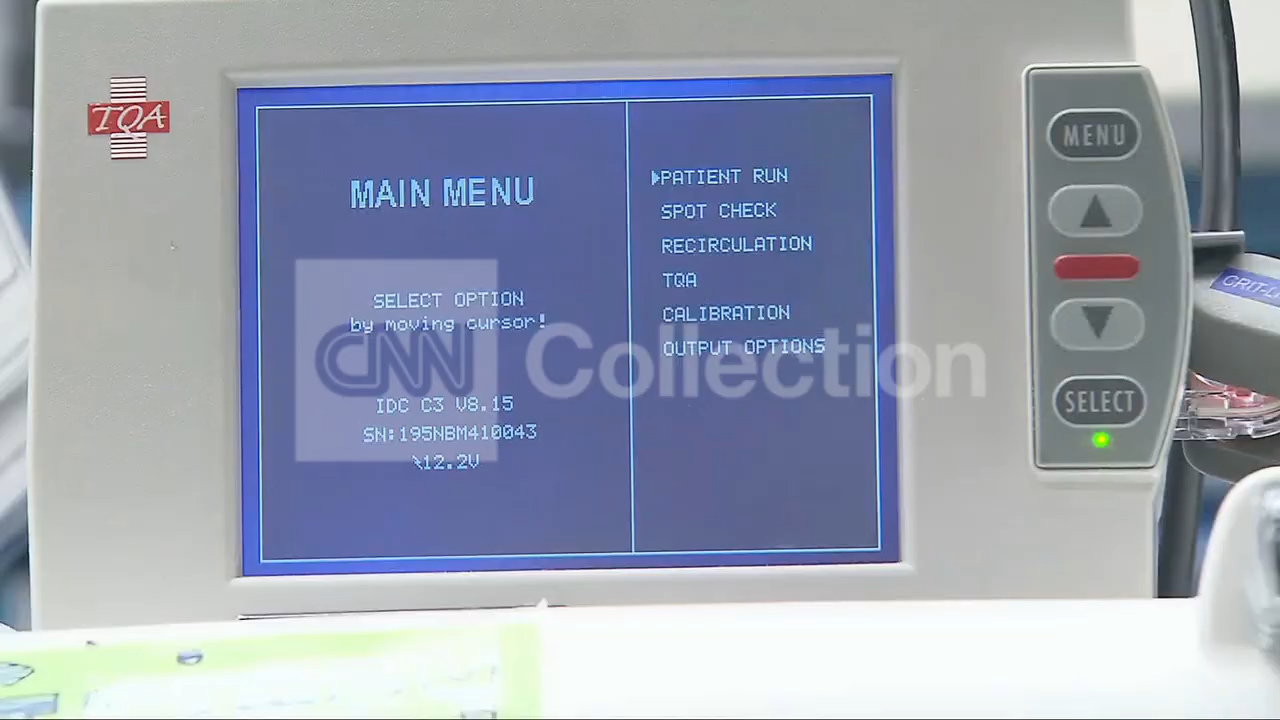 TQA
MAIN MENU
SELECT OPTION
by moving cursor!
IDC C3 V8.15
SN:195NBM410043
12.2V
PATIENT RUN
SPOT CHECK
RECIRCULATION
TQA
CALIBRATION
OUTPUT OPTIONS
MENU
SELECT
CNN Collection